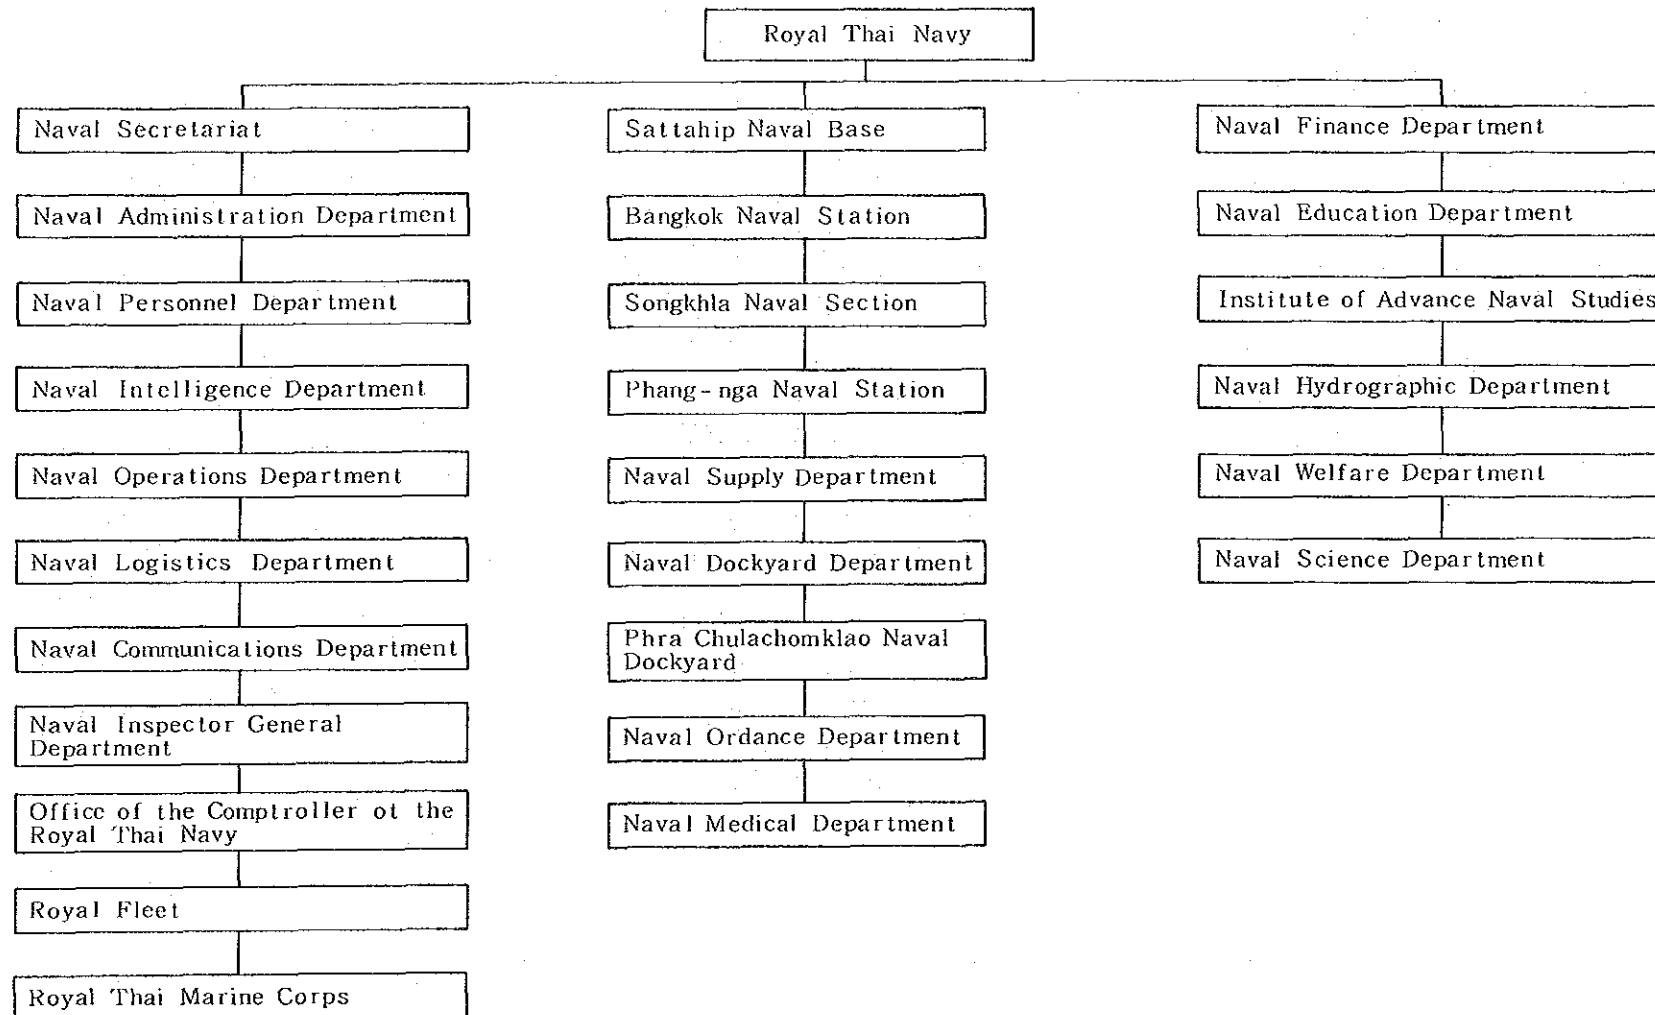 Royal Thai Navy
Naval Secretariat
Naval Administration Department
Naval Personnel Department
Naval Intelligence Department
Naval Operations Department
Naval Logistics Department
Naval Communications Department
Naval Inspector General
Department
Office of the Comptroller ot the
Royal Thai Navy
Royal Fleet
Royal Thai Marine Corps
Sattahip Naval Base
Bangkok Naval Station
Songkhla Naval Section
Phang-nga Naval Station
Naval Supply Department
Naval Dockyard Department
Phra Chulachomklao Naval
Dockyard
Naval Ordance Department
Naval Medical Department
Naval Finance Department
Naval Education Department
Institute of Advance Naval Studies
Naval Hydrographic Department
Naval Welfare Department
Naval Science Department